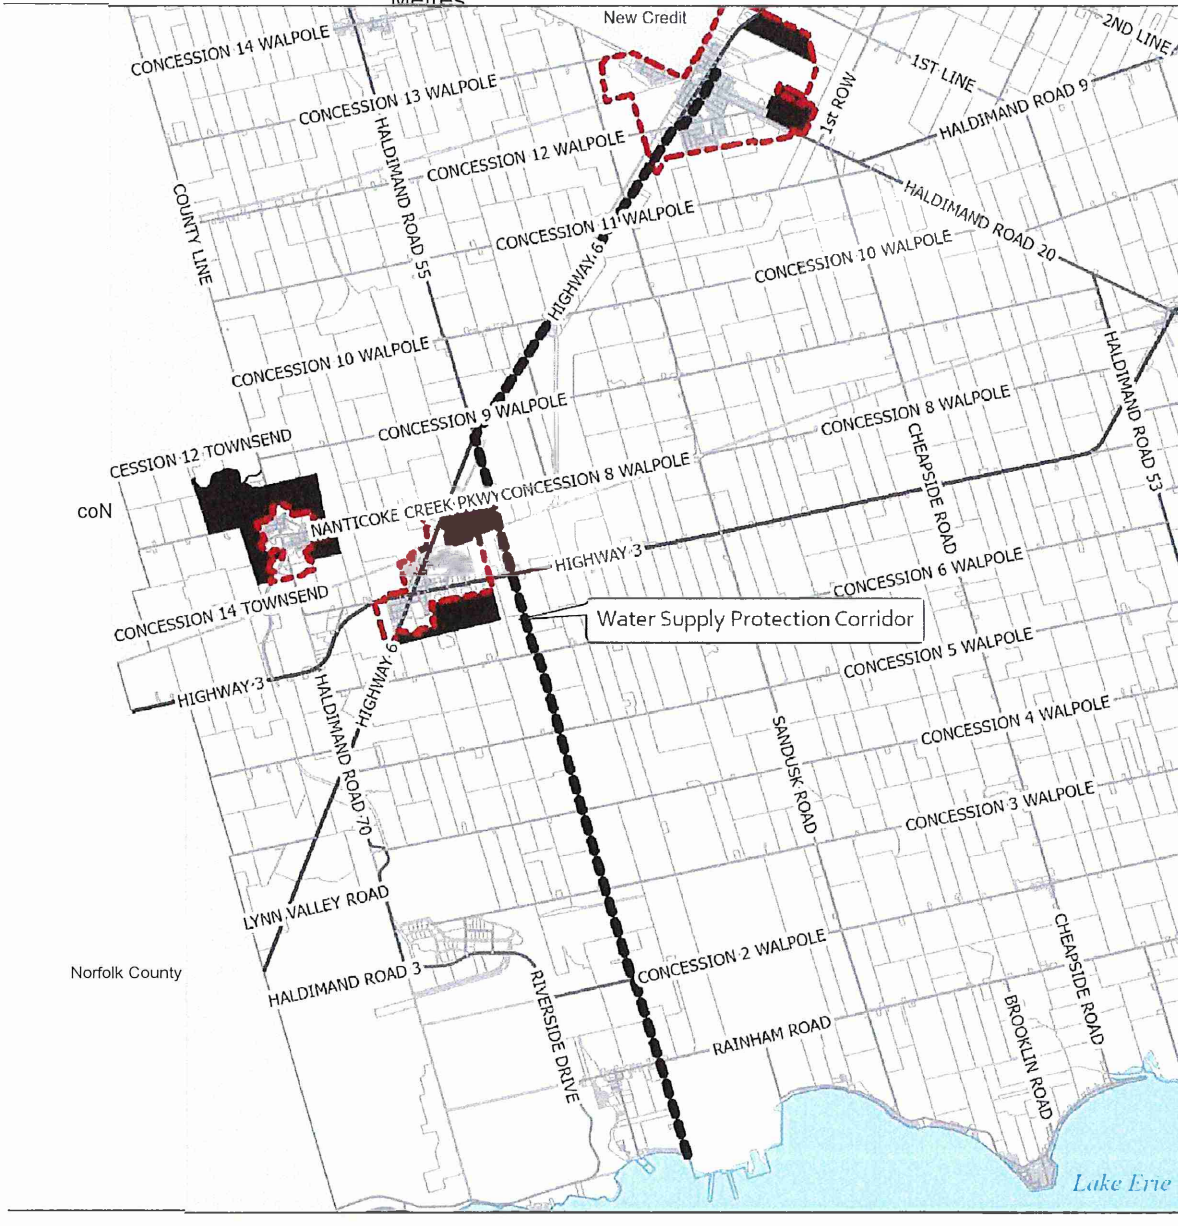 New Credit
2ND LINE
CONCESSION 14 WALPOLE
1ST LINE
HALDIMAND ROAD 9
CONCESSION 13 WALPOLE
1st ROW
HALDIMAND ROAD 55
CONCESSION 12 WALPOLE
COUNTY LINE
HALDIMAND ROAD 20
CONCESSION 11 WALPOLE
CONCESSION 10 WALPOLE
HIGHWAY 6
CONCESSION 10 WALPOLE
HALDIMAND ROAD 53
CONCESSION 9 WALPOLE
CONCESSION 8 WALPOLE
CESSION 12 TOWNSEND
CHEAPSIDE ROAD
CONCESSION 8 WALPOLE
NANTICOKE CREEK PKWY
coN
HIGHWAY 3
CONCESSION 6 WALPOLE
CONCESSION 14 TOWNSEND
Water Supply Protection Corridor
CONCESSION 5 WALPOLE
HIGHWAY 6
HIGHWAY 3
HALDIMAND ROAD 70
CONCESSION 4 WALPOLE
SANDUSK ROAD
CONCESSION 3 WALPOLE
LYNN VALLEY ROAD
CONCESSION 2 WALPOLE
CHEAPSIDE ROAD
Norfolk County
HALDIMAND ROAD 3
RIVERSIDE DRIVE
BROOKLIN ROAD
RAINHAM ROAD
Lake Erie